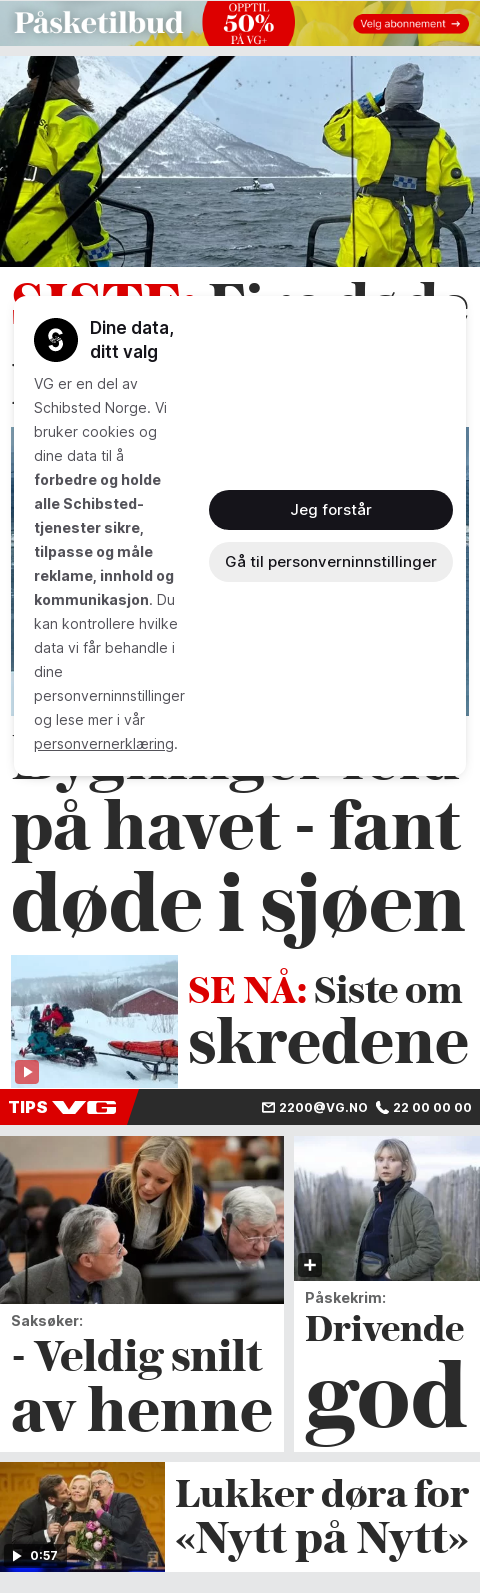 Påsketilbud
OPPTIL
50%
PÅ VG+
Velg abonnement →
SISTE: Fire døde
Dine data,
ditt valg
VG er en del av
Schibsted Norge. Vi
bruker cookies og
dine data til å
forbedre og holde
alle Schibsted-
tjenester sikre,
tilpasse og måle
reklame, innhold og
kommunikasjon. Du
kan kontrollere hvilke
data vi får behandle i
dine
personverninnstillinger
og lese mer i vår
personvernerklæring.
Jeg forstår
Gå til personverninnstillinger
på havet - fant
døde i sjøen
SE NÅ: Siste om
skredene
TIPS VG
2200@VG.NO 22 00 00 00
Saksøker:
- Veldig snilt
av henne
Påskekrim:
Drivende
god
0:57
Lukker døra for
«Nytt på Nytt»